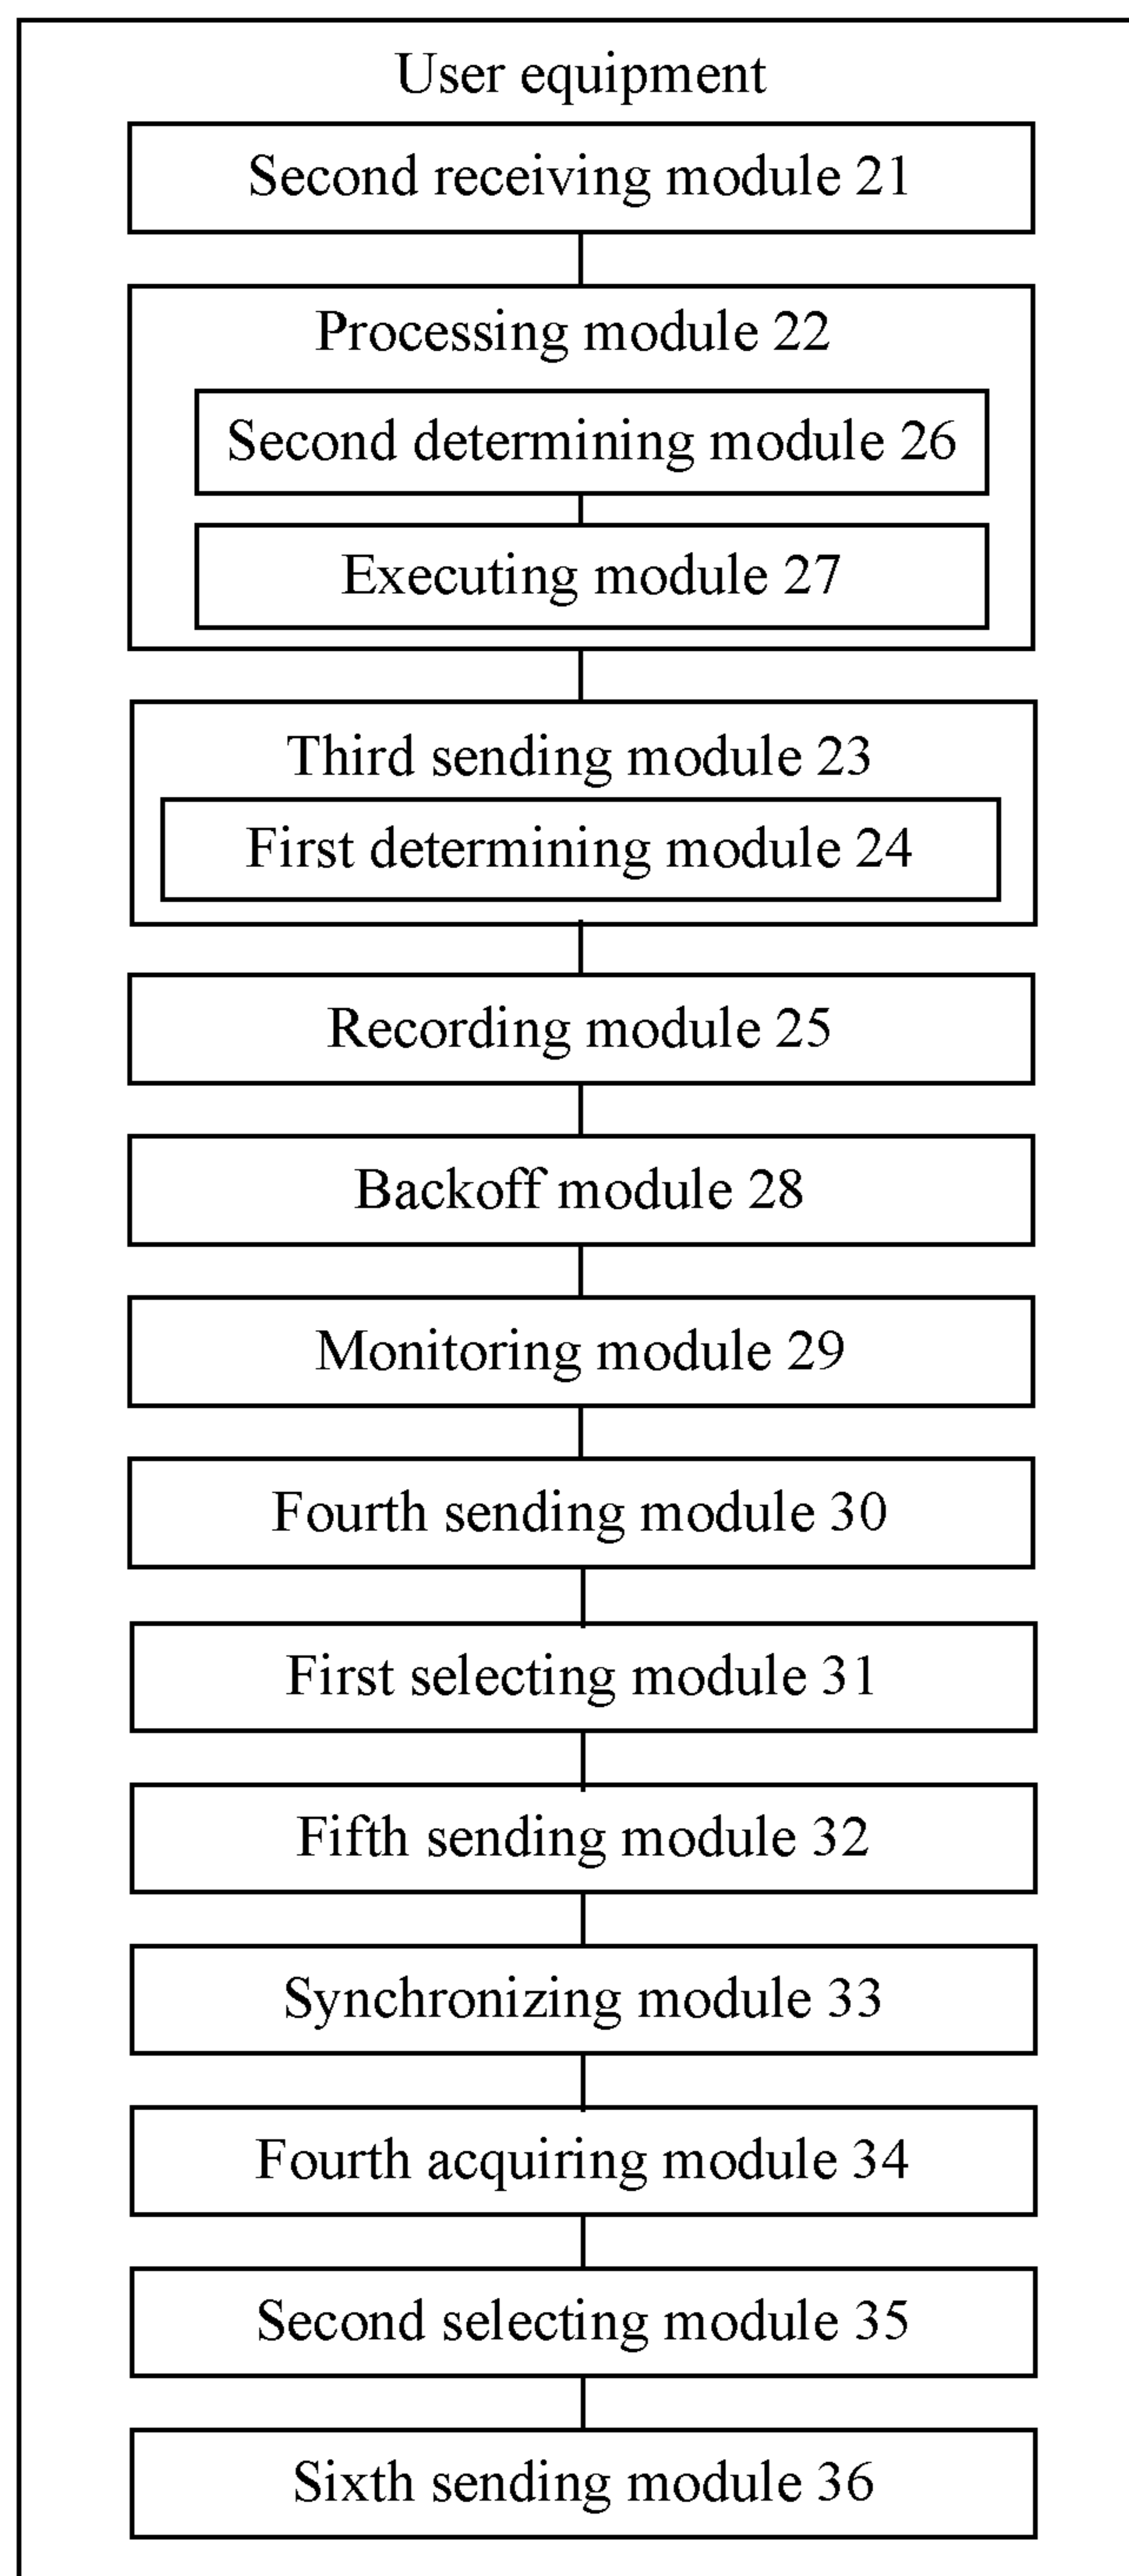 User equipment
Second receiving module 21
Processing module 22
Second determining module 26
Executing module 27
Third sending module 23
First determining module 24
Recording module 25
Backoff module 28
Monitoring module 29
Fourth sending module 30
First selecting module 31
Fifth sending module 32
Synchronizing module 33
Fourth acquiring module 34
Second selecting module 35
Sixth sending module 36